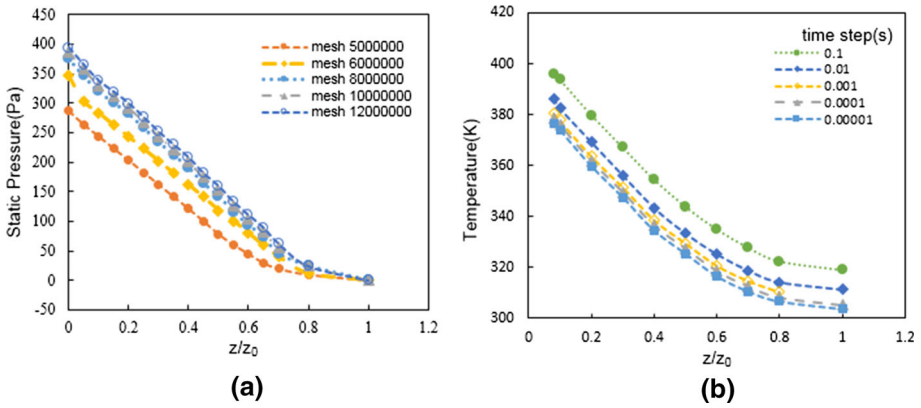 (a)
450
400
350
300
250
200
150
100
50
0
-50
Static Pressure(Pa)
0 0.2 0.4 0.6 0.8 1 1.2
z/z0
mesh 5000000
mesh 6000000
mesh 8000000
mesh 10000000
mesh 12000000
(a)
(b)
420
400
380
360
340
320
300
Temperature(K)
0 0.2 0.4 0.6 0.8 1 1.2
z/z0
time step(s)
0.1
0.01
0.001
0.0001
0.00001
(b)